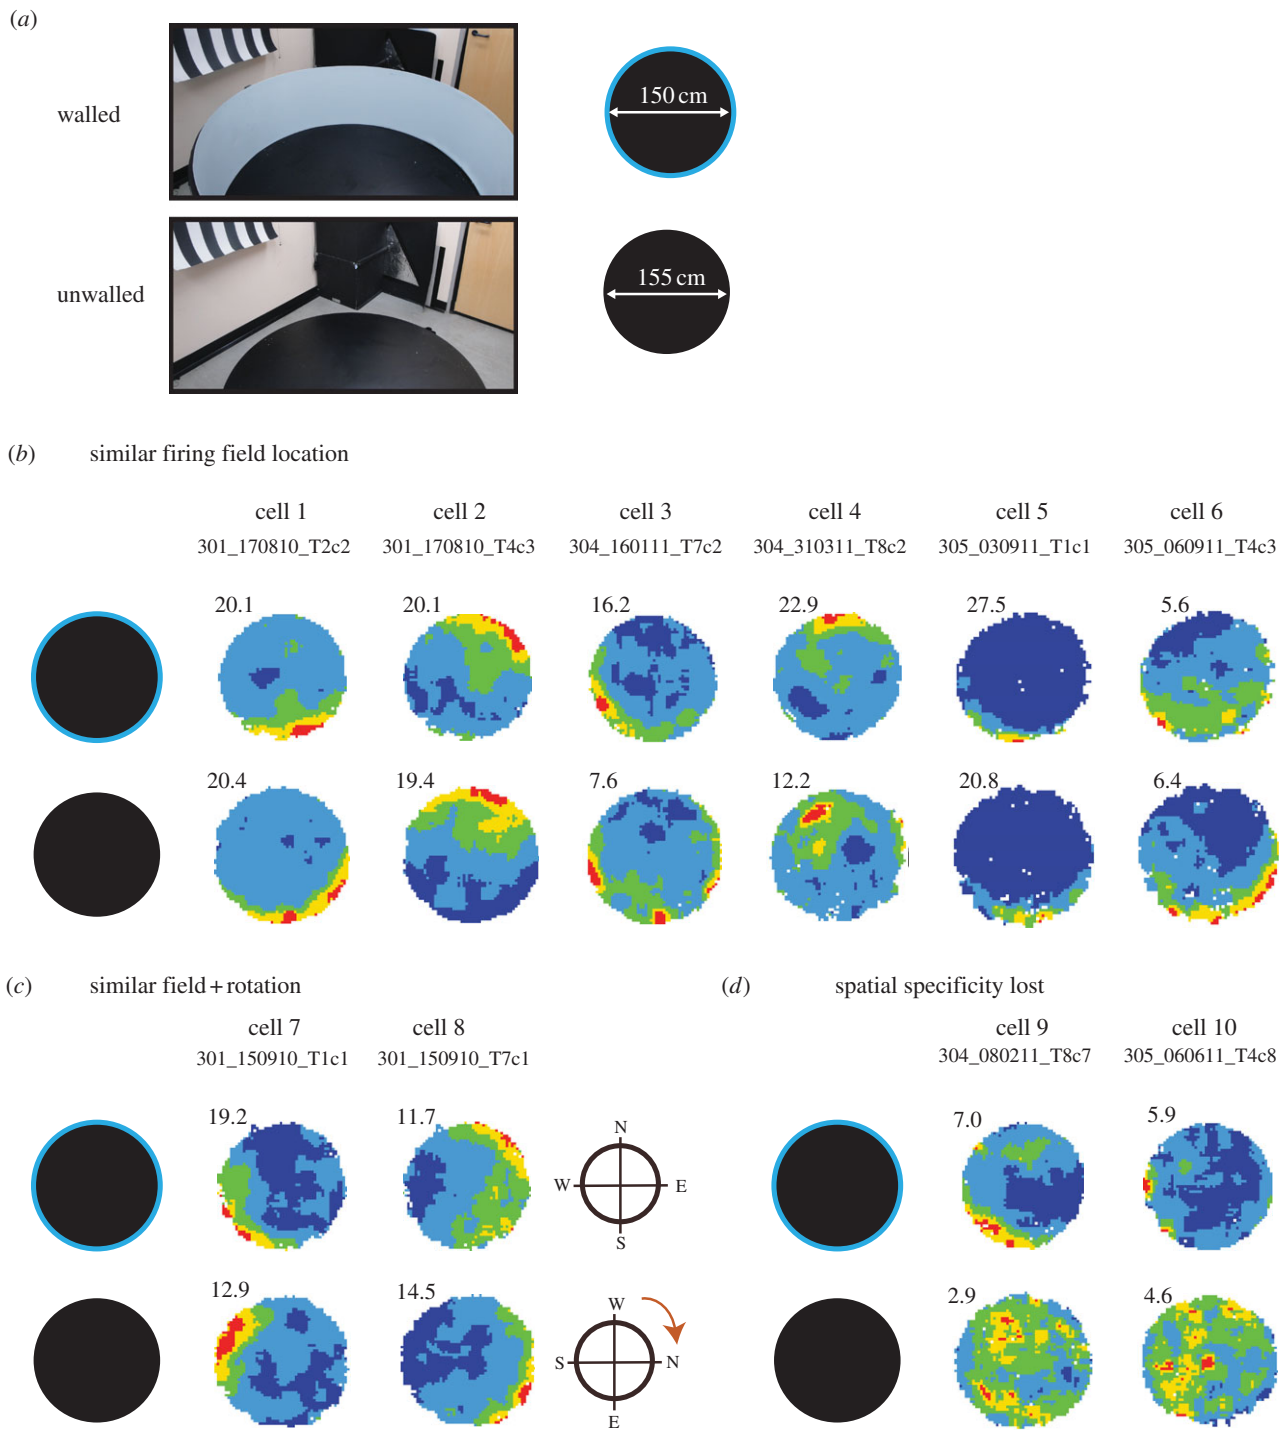 (a)
walled
150 cm
unwalled
155 cm
(b) similar firing field location
cell 1 cell 2 cell 3 cell 4 cell 5 cell 6
301_170810_T2c2 301_170810_T4c3 304_160111_T7c2 304_310311_T8c2 305_030911_T1c1 305_060911_T4c3
20.1 20.1 16.2 22.9 27.5 5.6
20.4 19.4 7.6 12.2 20.8 6.4
(c) similar field + rotation
cell 7 cell 8
301_150910_T1c1 301_150910_T7c1
19.2 11.7
N
W E
S
12.9 14.5
W
S N
E
(d) spatial specificity lost
cell 9 cell 10
304_080211_T8c7 305_060611_T4c8
7.0 5.9
2.9 4.6